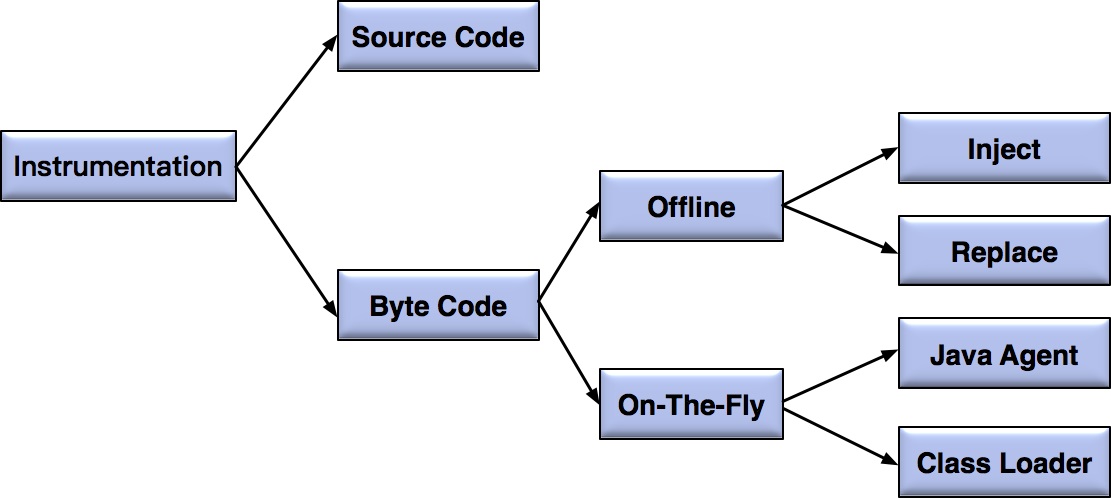 Source Code
Instrumentation
Inject
Offline
Replace
Byte Code
Java Agent
On-The-Fly
Class Loader